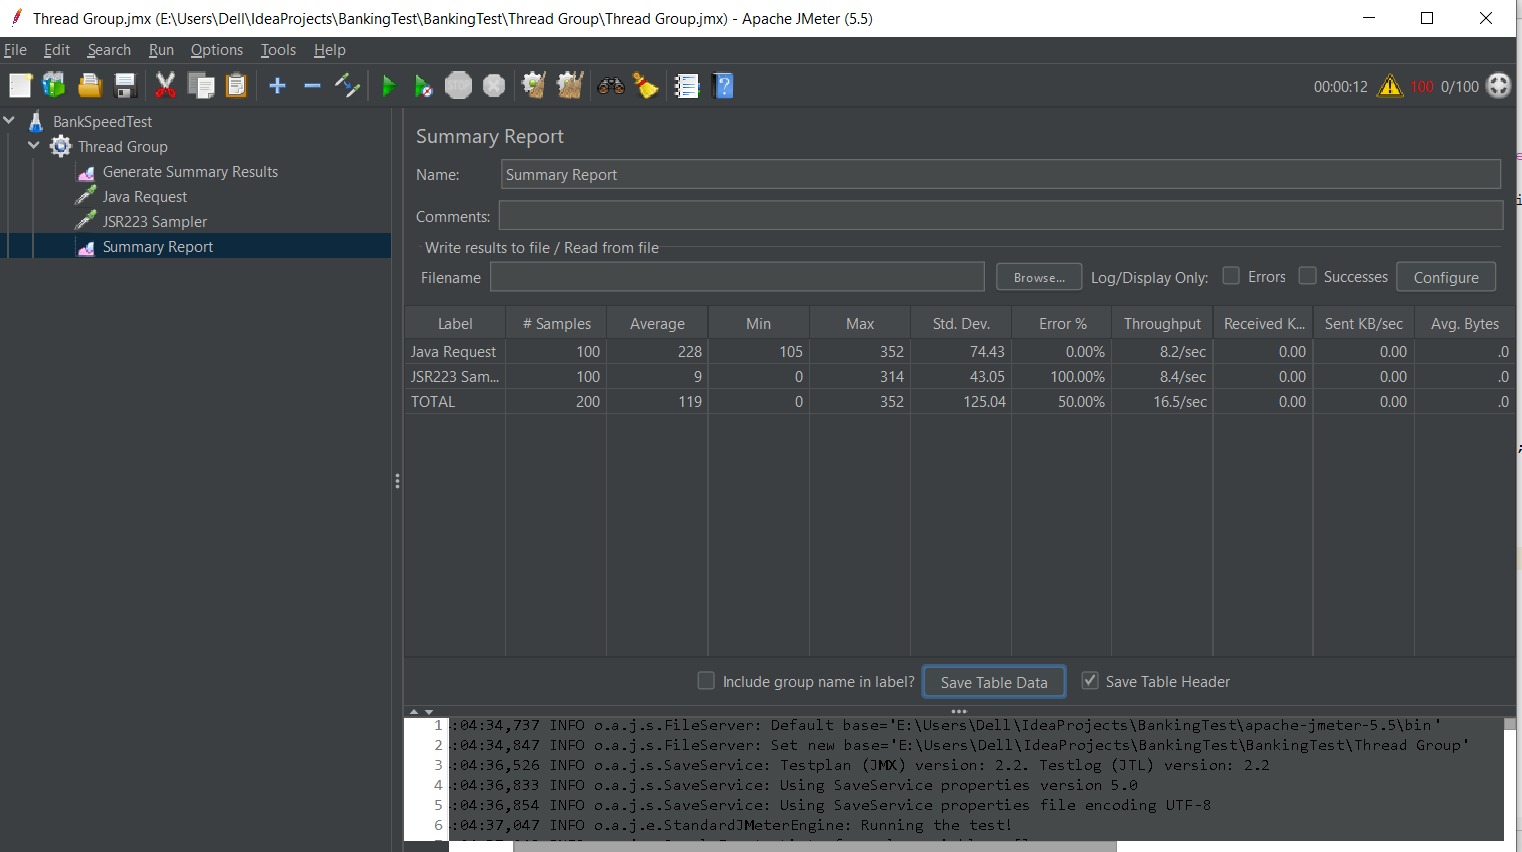 Thread Group.jmx (E:\Users\Dell\IdeaProjects\BankingTest\BankingTest\Thread Group\Thread Group.jmx) - Apache JMeter (5.5)
File Edit Search Run Options Tools Help
STOP 00:00:12 100 0/100
BankSpeedTest
Thread Group
Generate Summary Results
Java Request
JSR223 Sampler
Summary Report
Summary Report
Name: Summary Report
Comments:
Write results to file / Read from file
Filename Browse... Log/Display Only: Errors Successes Configure
Label # Samples Average Min Max Std. Dev. Error % Throughput Received K... Sent KB/sec Avg. Bytes
Java Request 100 228 105 352 74.43 0.00% 8.2/sec 0.00 0.00 .0
JSR223 Sam... 100 9 0 314 43.05 100.00% 8.4/sec 0.00 0.00 .0
TOTAL 200 119 0 352 125.04 50.00% 16.5/sec 0.00 0.00 .0
Include group name in label? Save Table Data Save Table Header
1 :04:34,737 INFO o.a.j.s.FileServer: Default base='E:\Users\Dell\IdeaProjects\BankingTest\apache-jmeter-5.5\bin'
2 :04:34,847 INFO o.a.j.s.FileServer: Set new base='E:\Users\Dell\IdeaProjects\BankingTest\BankingTest\Thread Group'
3 :04:36,526 INFO o.a.j.s.SaveService: Testplan (JMX) version: 2.2. Testlog (JTL) version: 2.2
4 :04:36,833 INFO o.a.j.s.SaveService: Using SaveService properties version 5.0
5 :04:36,854 INFO o.a.j.s.SaveService: Using SaveService properties file encoding UTF-8
6 :04:37,047 INFO o.a.j.e.StandardJMeterEngine: Running the test!